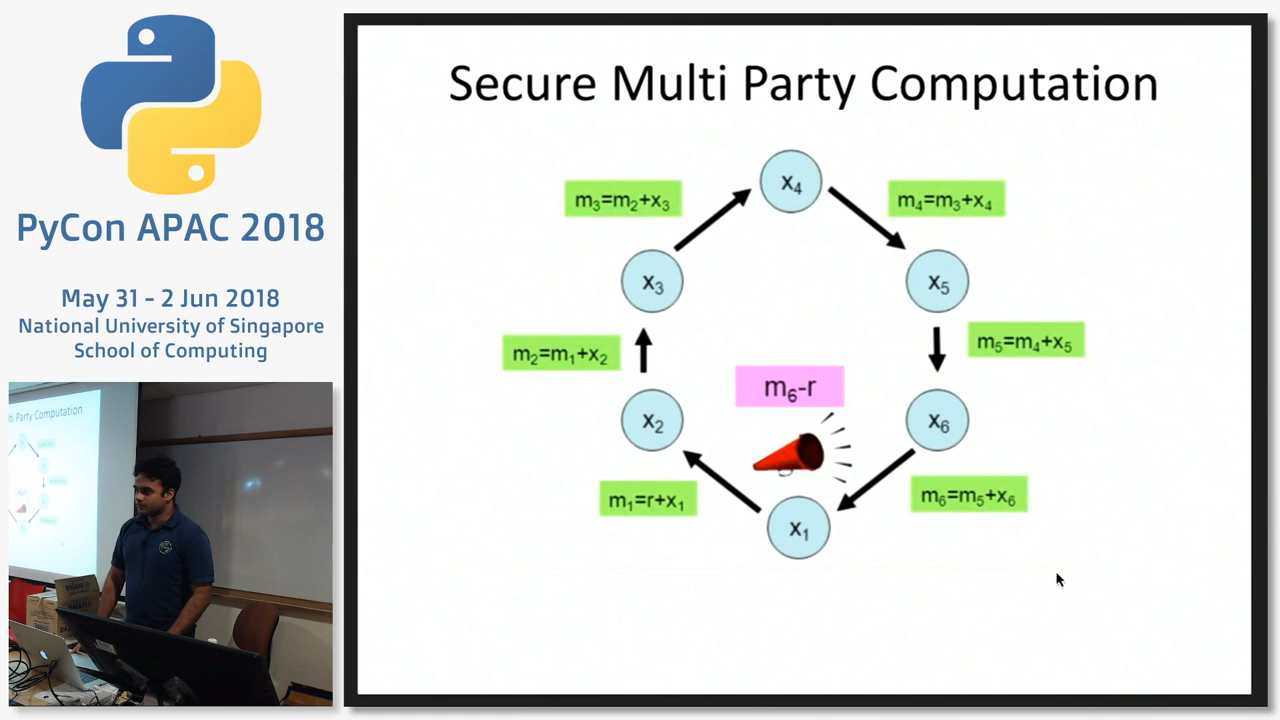 PyCon APAC 2018
May 31 - 2 Jun 2018
National University of Singapore
School of Computing
Secure Multi Party Computation
x₄
m₃=m₂+x₃
m₄=m₃+x₄
x₃
x₅
m₂=m₁+x₂
m₅=m₄+x₅
m₆-r
x₂
x₆
m₁=r+x₁
m₆=m₅+x₆
x₁
Party Computation